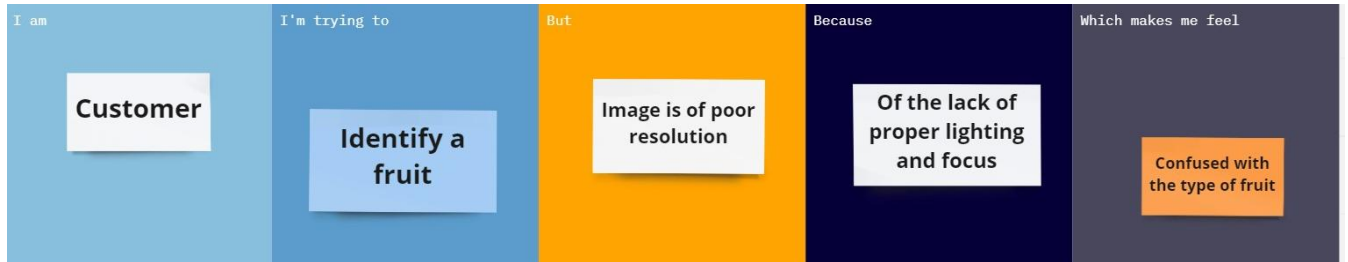 I am
Customer
I'm trying to
Identify a
fruit
But
Image is of poor
resolution
Because
Of the lack of
proper lighting
and focus
Which makes me feel
Confused with
the type of fruit